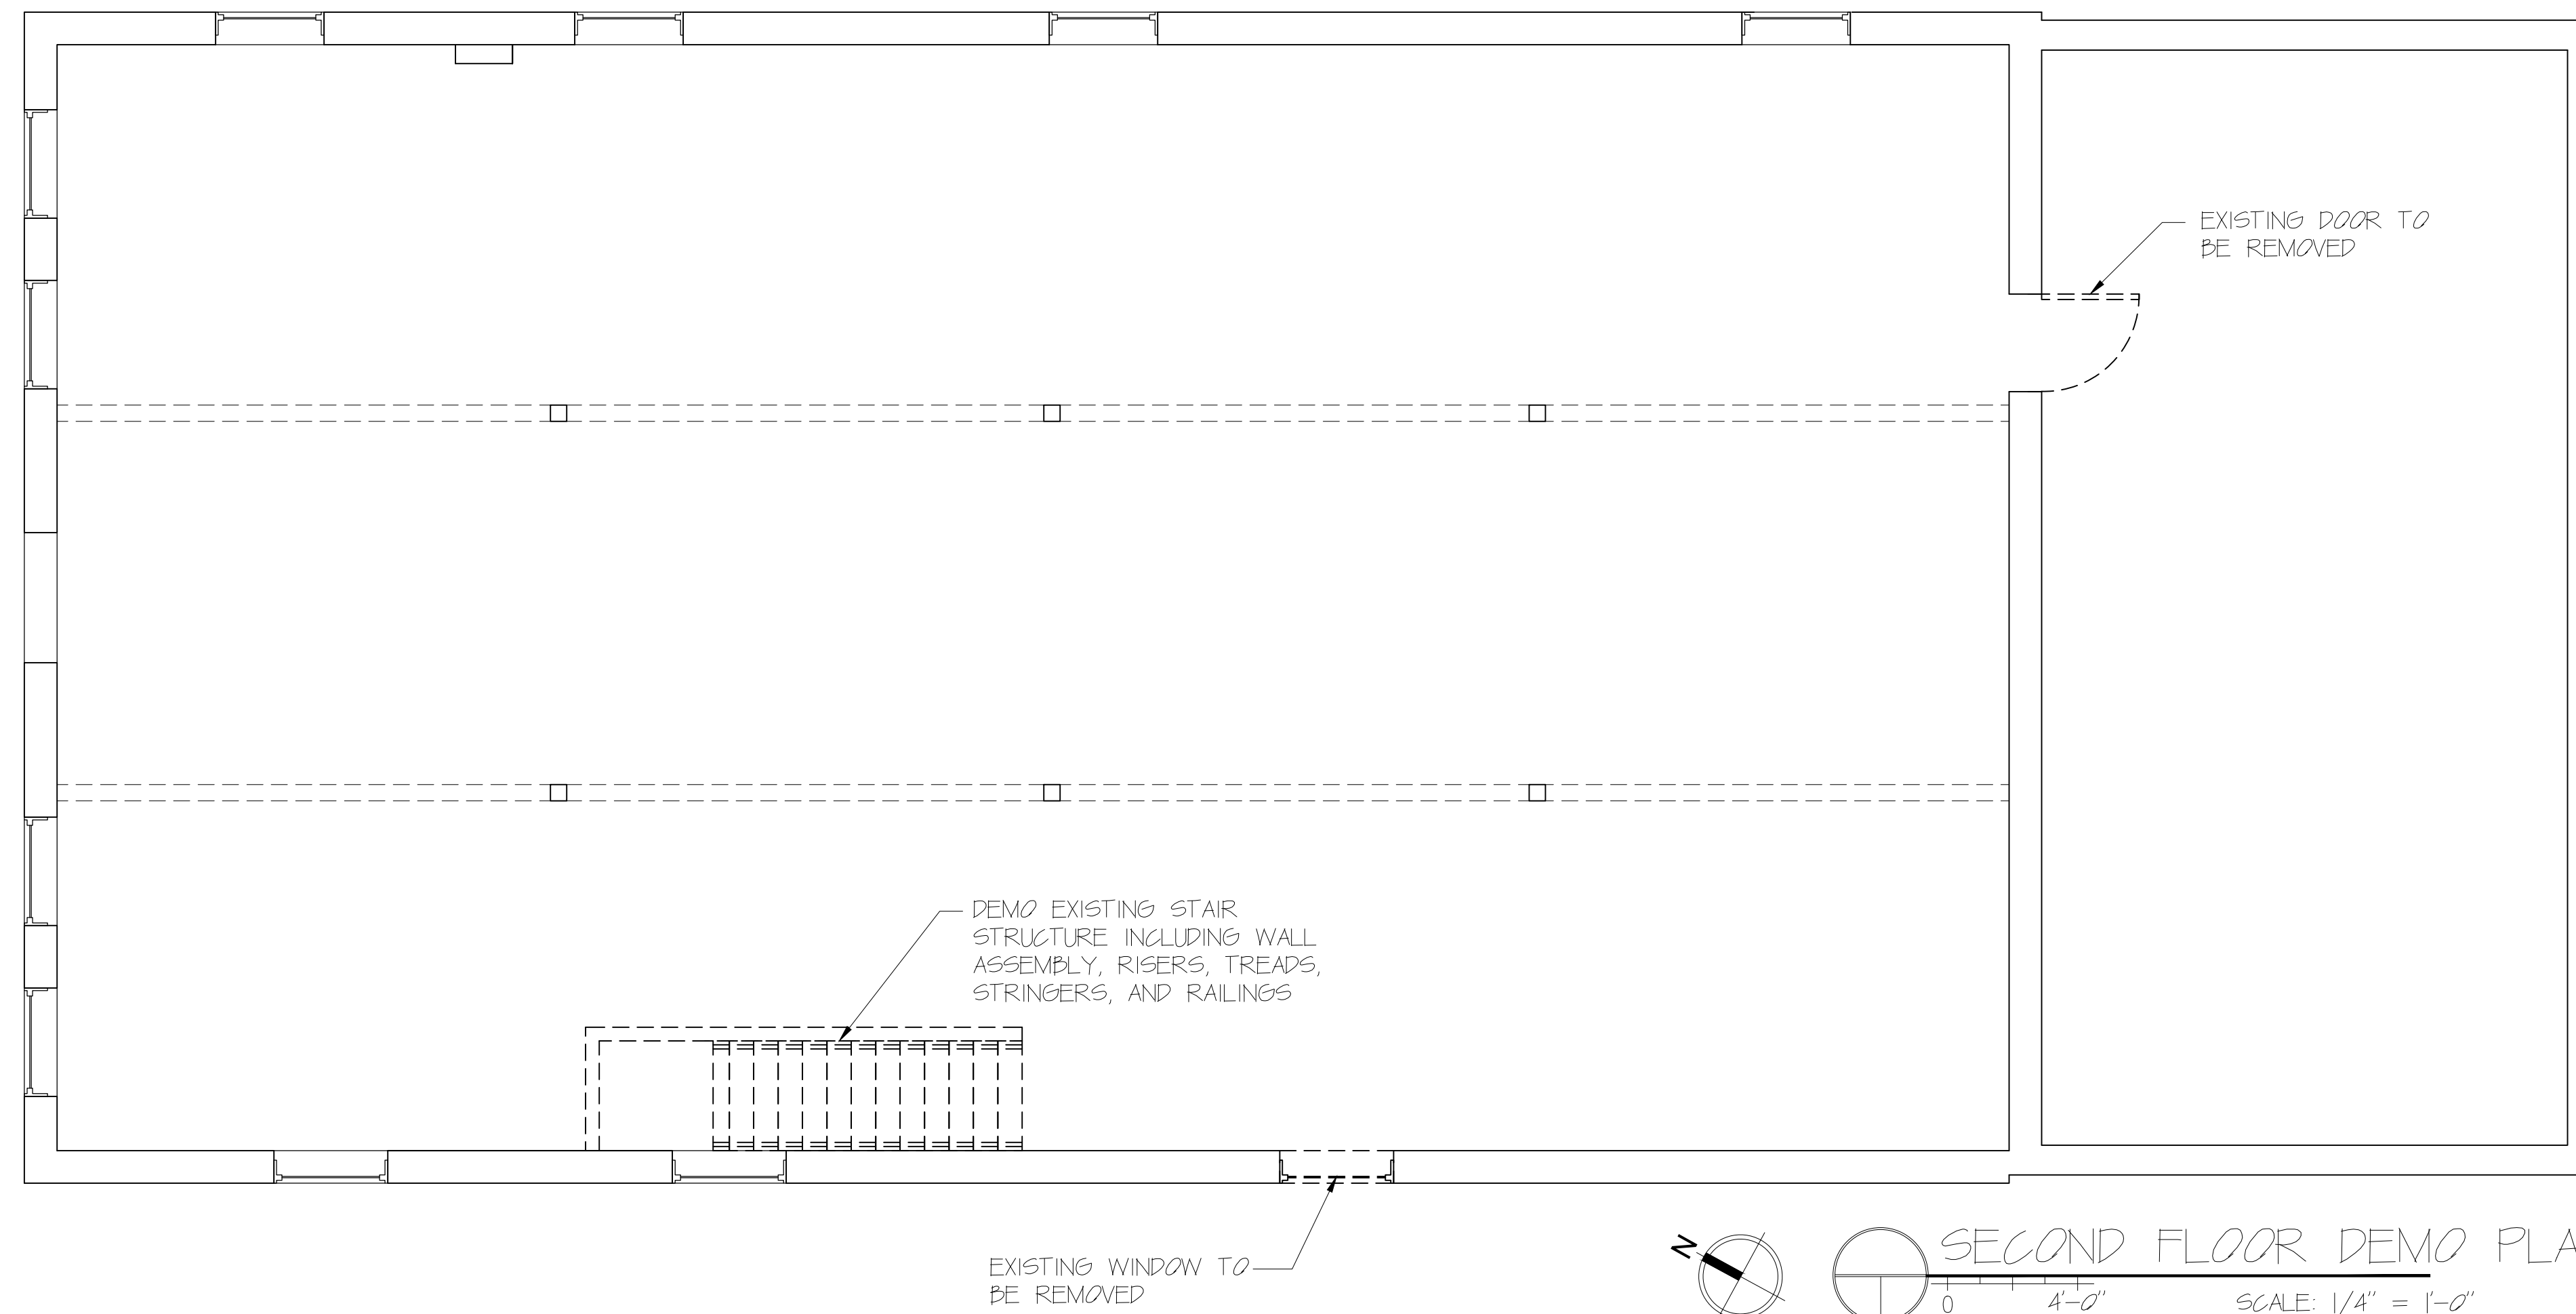 EXISTING DOOR TO
BE REMOVED
DEMO EXISTING STAIR
STRUCTURE INCLUDING WALL
ASSEMBLY, RISERS, TREADS,
STRINGERS, AND RAILINGS
EXISTING WINDOW TO
BE REMOVED
N
SECOND FLOOR DEMO PLA
0 4'-0" SCALE: 1/4" = 1'-0"